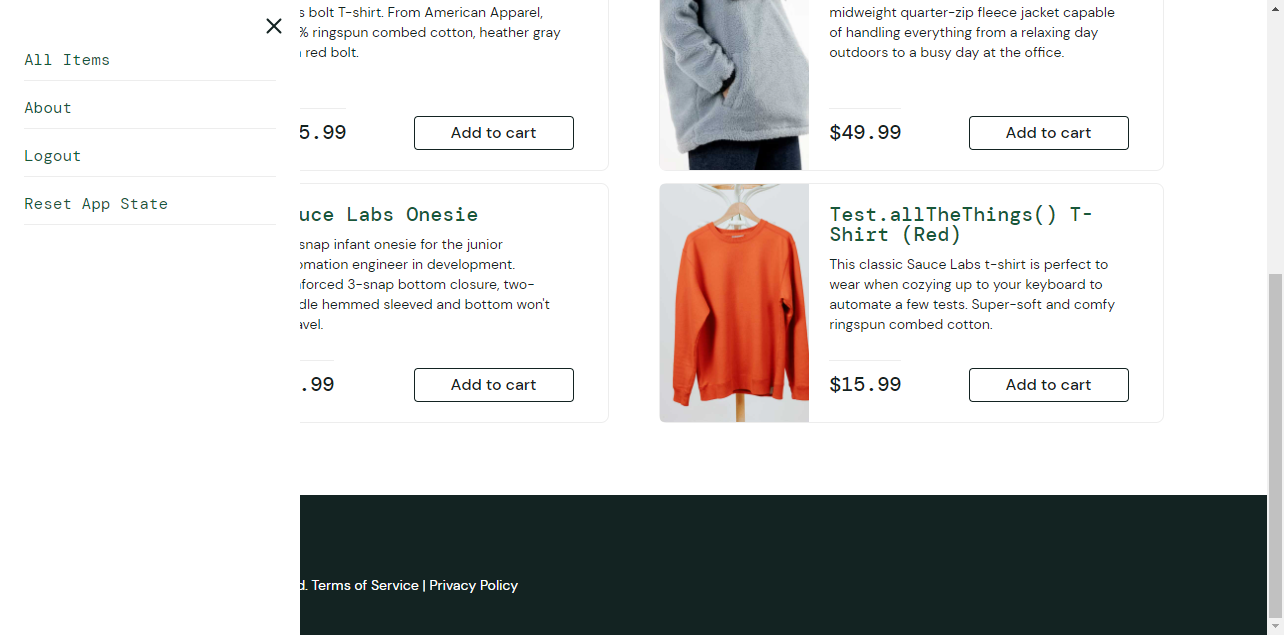 All Items
About
Logout
Reset App State
bolt T-shirt. From American Apparel,
% ringspun combed cotton, heather gray
red bolt.
5.99
Add to cart
midweight quarter-zip fleece jacket capable
of handling everything from a relaxing day
outdoors to a busy day at the office.
$49.99
Add to cart
uce Labs Onesie
snap infant onesie for the junior
omation engineer in development.
nforced 3-snap bottom closure, two-
dle hemmed sleeved and bottom won't
avel.
.99
Add to cart
Test.allTheThings() T-
Shirt (Red)
This classic Sauce Labs t-shirt is perfect to
wear when cozying up to your keyboard to
automate a few tests. Super-soft and comfy
ringspun combed cotton.
$15.99
Add to cart
d. Terms of Service | Privacy Policy